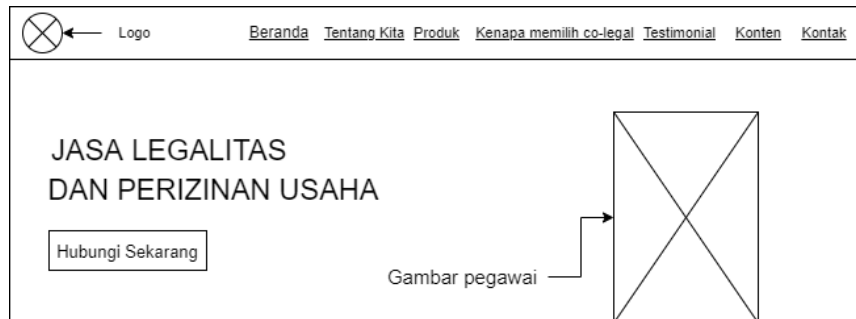 Logo
Beranda Tentang Kita Produk Kenapa memilih co-legal Testimonial Konten Kontak
JASA LEGALITAS
DAN PERIZINAN USAHA
Hubungi Sekarang
Gambar pegawai